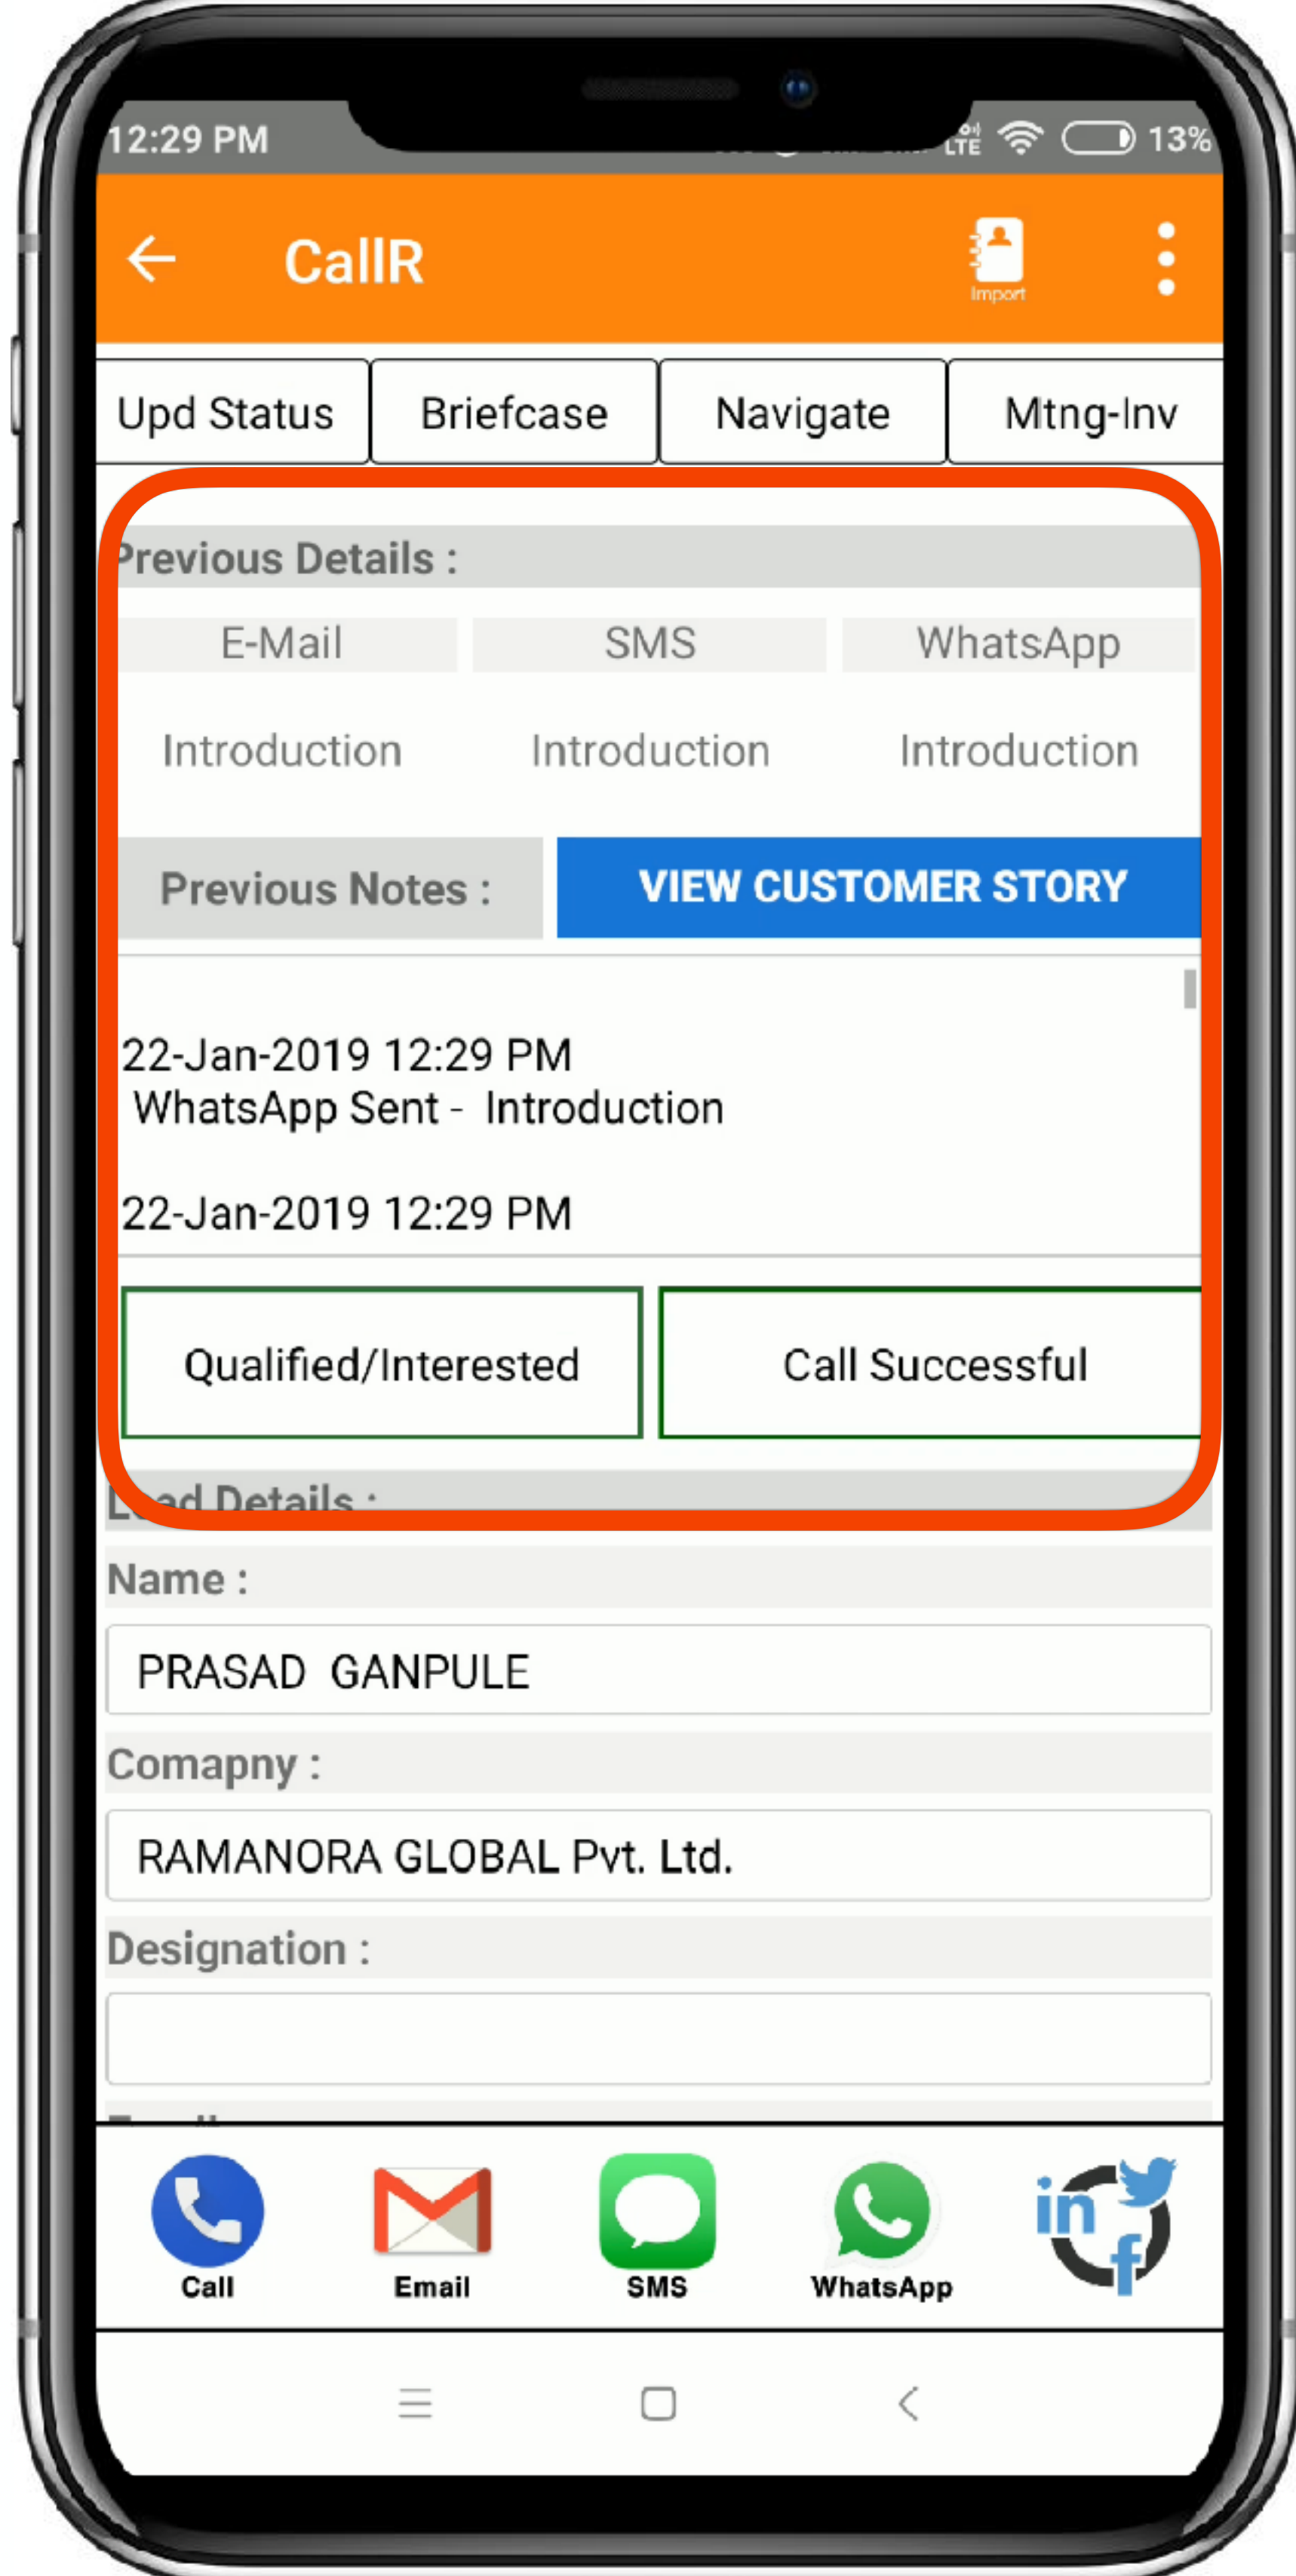 12:29 PM LTE 13%
CallR
Import
Upd Status Briefcase Navigate Mtng-Inv
Previous Details :
E-Mail SMS WhatsApp
Introduction Introduction Introduction
Previous Notes : VIEW CUSTOMER STORY
22-Jan-2019 12:29 PM
WhatsApp Sent - Introduction
22-Jan-2019 12:29 PM
Qualified/Interested Call Successful
Lead Details :
Name :
PRASAD GANPULE
Comapny :
RAMANORA GLOBAL Pvt. Ltd.
Designation :
in f
Call Email SMS WhatsApp